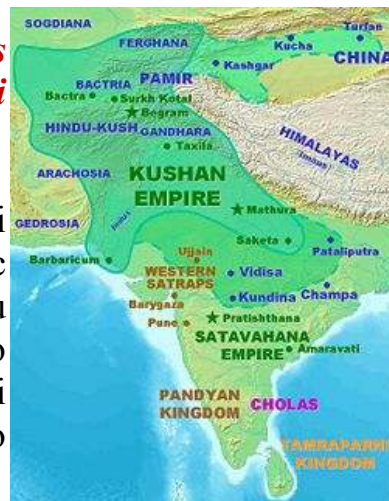 SOGDIANA
FERGHANA
Turfan
Kucha
CHINA
s
Kashgar
PAMIR
BACTRIA
i
Bactra
Surkh Kotal
Begram
HINDU-KUSH
GANDHARA
Taxila
HIMALAYAS
ARACHOSIA
KUSHAN
EMPIRE
Mathura
i
GEDROSIA
Indus
Saketa
Pataliputra
Barbaricum
c
Ujjain
WESTERN
SATRAPS
Vidisa
u
Barygaza
Kundina
Champa
Pratishthana
o
Pune
SATAVAHANA
EMPIRE
Amaravati
i
PANDYAN
KINGDOM
CHOLAS
o
TAMRAPARNI
KINGDOM